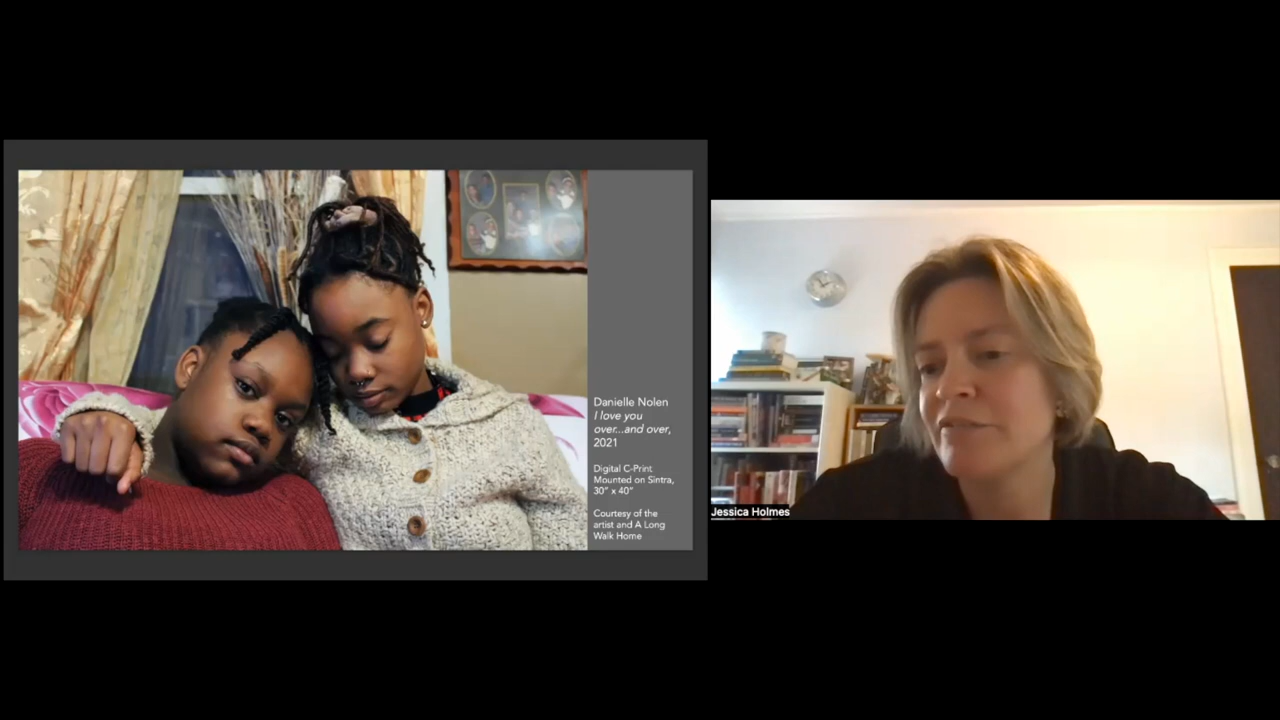 Danielle Nolen
I love you
over...and over,
2021
Digital C-Print
Mounted on Sintra,
30” x 40”
Courtesy of the
artist and A Long
Walk Home
Jessica Holmes